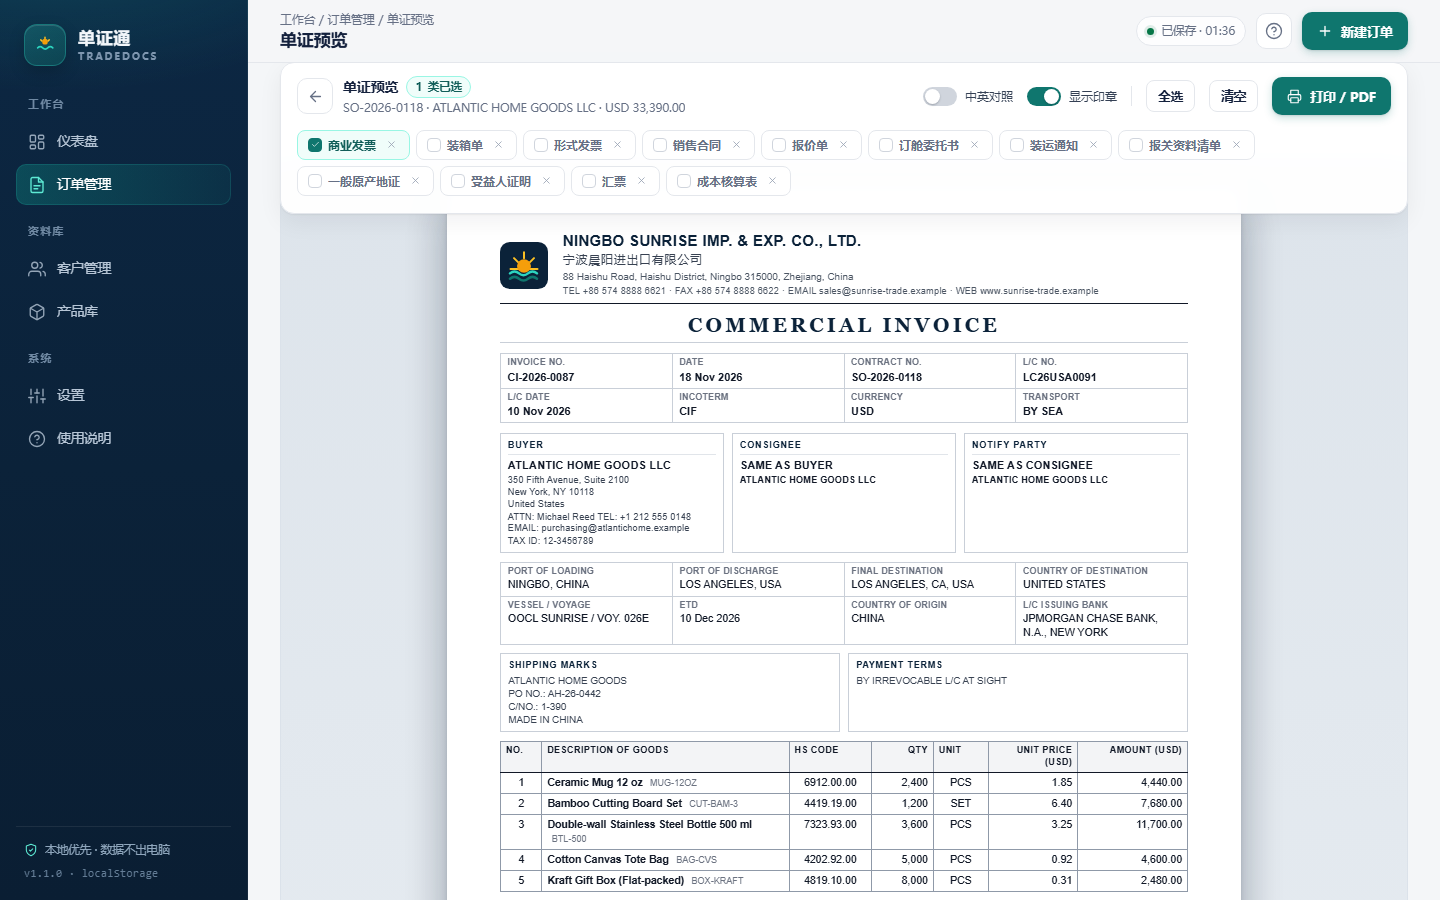 单证通
TRADEDOCS
工作台
仪表盘
订单管理
资料库
客户管理
产品库
系统
设置
使用说明
本地优先 · 数据不出电脑
v1.1.0 · localStorage
工作台 / 订单管理 / 单证预览
单证预览
已保存 · 01:36
新建订单
单证预览 1 类已选
SO-2026-0118 · ATLANTIC HOME GOODS LLC · USD 33,390.00
中英对照 显示印章 全选 清空 打印 / PDF
商业发票 × 装箱单 × 形式发票 × 销售合同 × 报价单 × 订舱委托书 × 装运通知 × 报关资料清单 ×
一般原产地证 × 受益人证明 × 汇票 × 成本核算表 ×
NINGBO SUNRISE IMP. & EXP. CO., LTD.
宁波晨阳进出口有限公司
88 Haishu Road, Haishu District, Ningbo 315000, Zhejiang, China
TEL +86 574 8888 6621 · FAX +86 574 8888 6622 · EMAIL sales@sunrise-trade.example · WEB www.sunrise-trade.example
COMMERCIAL INVOICE
INVOICE NO. DATE CONTRACT NO. L/C NO.
CI-2026-0087 18 Nov 2026 SO-2026-0118 LC26USA0091
L/C DATE INCOTERM CURRENCY TRANSPORT
10 Nov 2026 CIF USD BY SEA
BUYER
ATLANTIC HOME GOODS LLC
350 Fifth Avenue, Suite 2100
New York, NY 10118
United States
ATTN: Michael Reed TEL: +1 212 555 0148
EMAIL: purchasing@atlantichome.example
TAX ID: 12-3456789
CONSIGNEE
SAME AS BUYER
ATLANTIC HOME GOODS LLC
NOTIFY PARTY
SAME AS CONSIGNEE
ATLANTIC HOME GOODS LLC
PORT OF LOADING PORT OF DISCHARGE FINAL DESTINATION COUNTRY OF DESTINATION
NINGBO, CHINA LOS ANGELES, USA LOS ANGELES, CA, USA UNITED STATES
VESSEL / VOYAGE ETD COUNTRY OF ORIGIN L/C ISSUING BANK
OOCL SUNRISE / VOY. 026E 10 Dec 2026 CHINA JPMORGAN CHASE BANK,
N.A., NEW YORK
SHIPPING MARKS
ATLANTIC HOME GOODS
PO NO.: AH-26-0442
C/NO.: 1-390
MADE IN CHINA
PAYMENT TERMS
BY IRREVOCABLE L/C AT SIGHT
NO. DESCRIPTION OF GOODS HS CODE QTY UNIT UNIT PRICE AMOUNT (USD)
(USD)
1 Ceramic Mug 12 oz MUG-12OZ 6912.00.00 2,400 PCS 1.85 4,440.00
2 Bamboo Cutting Board Set CUT-BAM-3 4419.19.00 1,200 SET 6.40 7,680.00
3 Double-wall Stainless Steel Bottle 500 ml 7323.93.00 3,600 PCS 3.25 11,700.00
BTL-500
4 Cotton Canvas Tote Bag BAG-CVS 4202.92.00 5,000 PCS 0.92 4,600.00
5 Kraft Gift Box (Flat-packed) BOX-KRAFT 4819.10.00 8,000 PCS 0.31 2,480.00